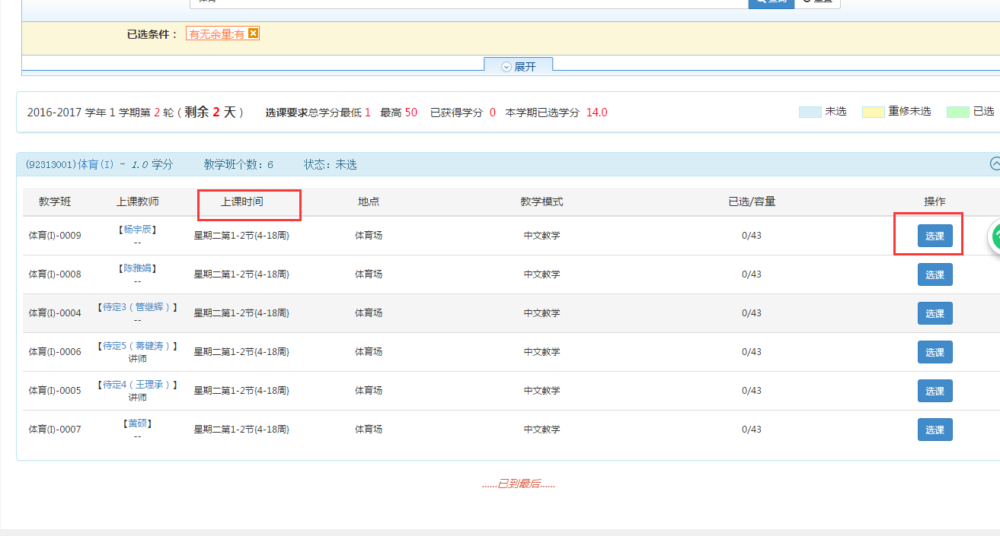 已选条件： 有无余量:有
展开
2016-2017 学年 1 学期第 2 轮（ 剩余 2 天 ） 选课要求总学分最低 1 最高 50 已获得学分 0 本学期已选学分 14.0 未选 重修未选 已选
(92313001)体育(I) - 1.0 学分 教学班个数：6 状态：未选
教学班 上课教师 上课时间 地点 教学模式 已选/容量 操作
体育(I)-0009 【杨宇辰】 -- 星期二第1-2节{4-18周} 体育场 中文教学 0/43 选课
体育(I)-0008 【陈雅娟】 -- 星期二第1-2节{4-18周} 体育场 中文教学 0/43 选课
体育(I)-0004 【待定3（管继辉）】 -- 星期二第1-2节{4-18周} 体育场 中文教学 0/43 选课
体育(I)-0006 【待定5（蒋健涛）】 讲师 星期二第1-2节{4-18周} 体育场 中文教学 0/43 选课
体育(I)-0005 【待定4（王理承）】 讲师 星期二第1-2节{4-18周} 体育场 中文教学 0/43 选课
体育(I)-0007 【黄硕】 -- 星期二第1-2节{4-18周} 体育场 中文教学 0/43 选课
......已到最后......